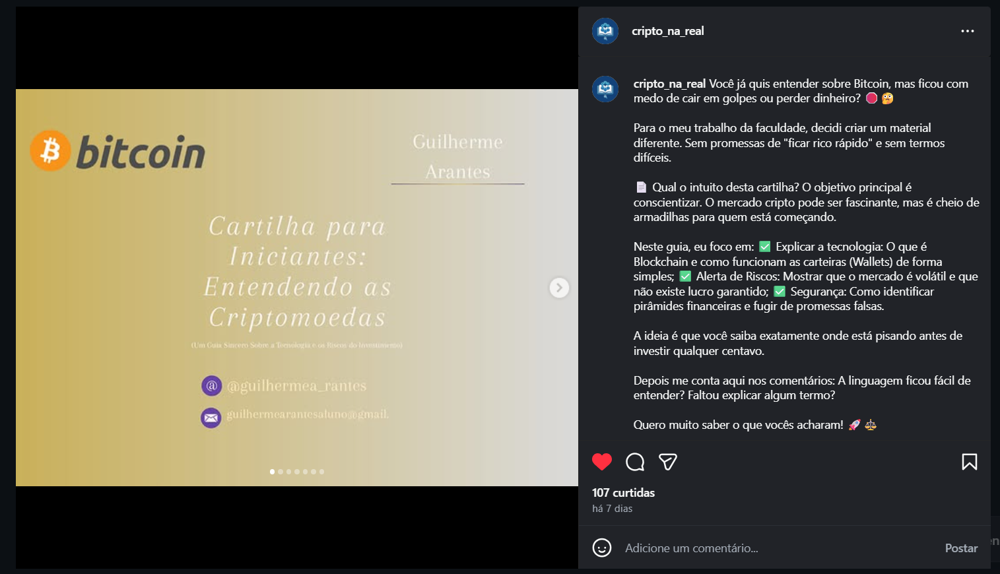 bitcoin
Guilherme
Arantes
Cartilha para
Iniciantes:
Entendendo as
Criptomoedas
(Um Guia Sincero Sobre a Tecnologia e os Riscos do Investimento)
@guilhermea_rantes
guilhermearantesaluno@gmail.
cripto_na_real
cripto_na_real Você já quis entender sobre Bitcoin, mas ficou com
medo de cair em golpes ou perder dinheiro? 🛑 🤔
Para o meu trabalho da faculdade, decidi criar um material
diferente. Sem promessas de "ficar rico rápido" e sem termos
difíceis.
📄 Qual o intuito desta cartilha? O objetivo principal é
conscientizar. O mercado cripto pode ser fascinante, mas é cheio de
armadilhas para quem está começando.
Neste guia, eu foco em: ✅ Explicar a tecnologia: O que é
Blockchain e como funcionam as carteiras (Wallets) de forma
simples; ✅ Alerta de Riscos: Mostrar que o mercado é volátil e que
não existe lucro garantido; ✅ Segurança: Como identificar
pirâmides financeiras e fugir de promessas falsas.
A ideia é que você saiba exatamente onde está pisando antes de
investir qualquer centavo.
Depois me conta aqui nos comentários: A linguagem ficou fácil de
entender? Faltou explicar algum termo?
Quero muito saber o que vocês acharam! 🚀 ⚖️
107 curtidas
há 7 dias
Adicione um comentário...
Postar
en